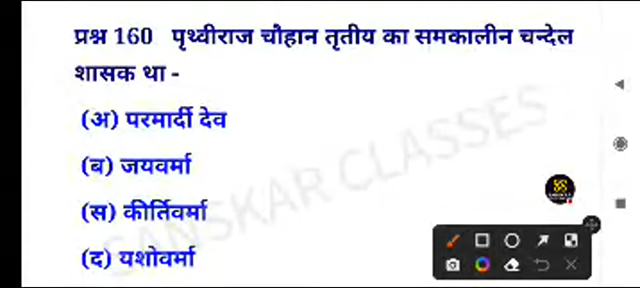 प्रश्न 160 पृथ्वीराज चौहान तृतीय का समकालीन चन्देल
शासक था -
(अ) परमार्दी देव
(ब) जयवर्मा
(स) कीर्तिवर्मा
(द) यशोवर्मा
SANSKAR CLASSES